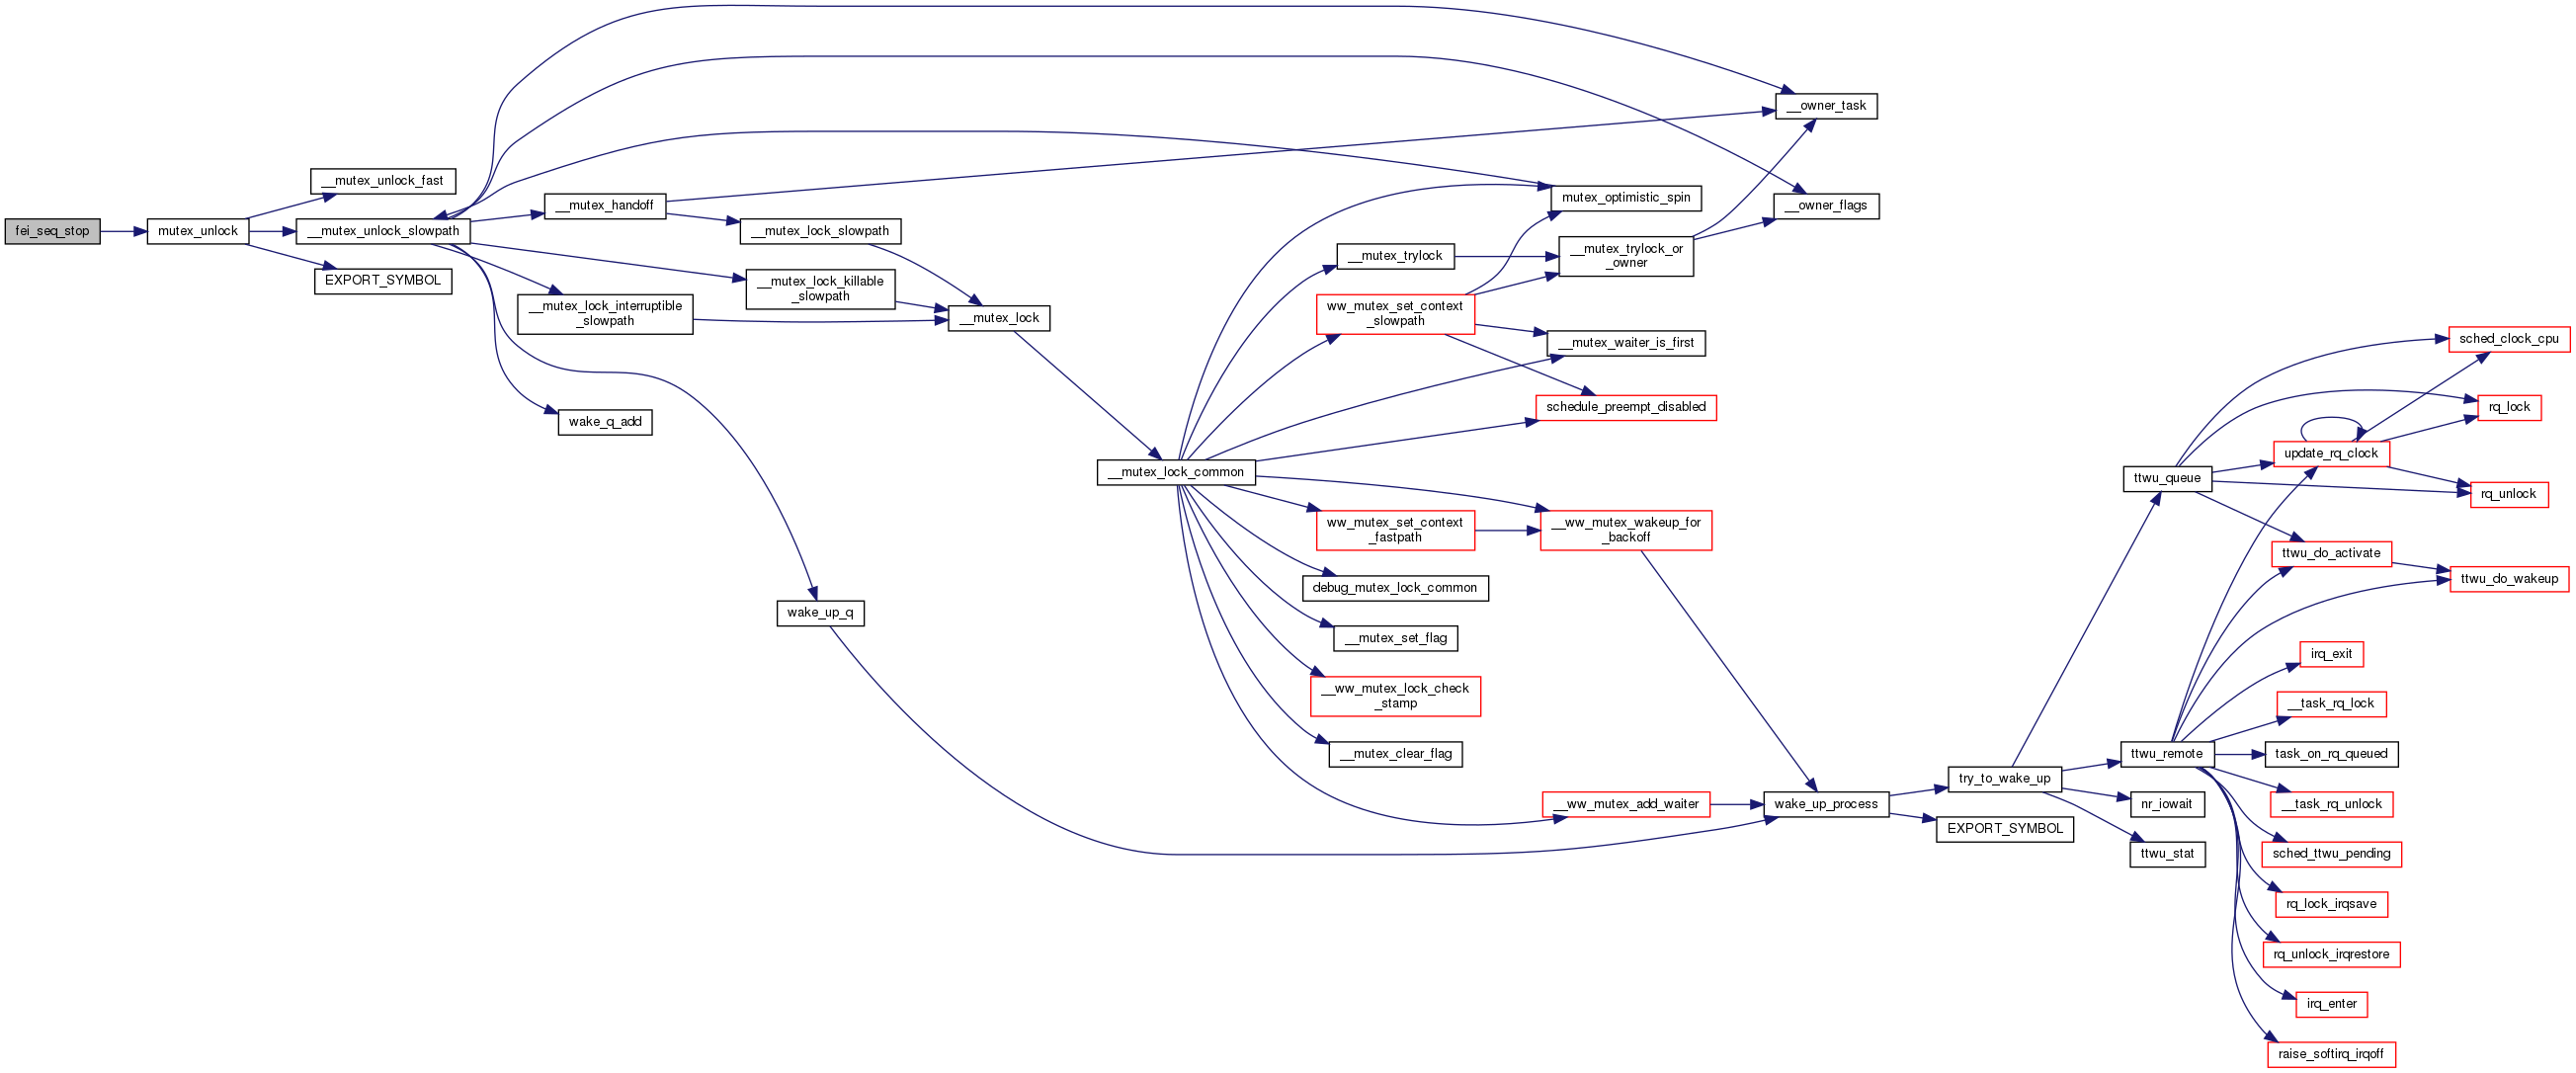 fei_seq_stop
mutex_unlock
__mutex_unlock_fast
__mutex_unlock_slowpath
EXPORT_SYMBOL
__mutex_handoff
__mutex_lock_interruptible
_slowpath
wake_q_add
__mutex_lock_slowpath
__mutex_lock_killable
_slowpath
wake_up_q
__mutex_lock
__mutex_lock_common
__mutex_trylock
ww_mutex_set_context
_slowpath
ww_mutex_set_context
_fastpath
debug_mutex_lock_common
__mutex_set_flag
__ww_mutex_lock_check
_stamp
__mutex_clear_flag
mutex_optimistic_spin
__mutex_trylock_or
_owner
__mutex_waiter_is_first
schedule_preempt_disabled
__ww_mutex_wakeup_for
_backoff
__ww_mutex_add_waiter
__owner_task
__owner_flags
wake_up_process
try_to_wake_up
EXPORT_SYMBOL
ttwu_queue
ttwu_remote
nr_iowait
ttwu_stat
update_rq_clock
ttwu_do_activate
irq_exit
__task_rq_lock
task_on_rq_queued
__task_rq_unlock
sched_ttwu_pending
rq_lock_irqsave
rq_unlock_irqrestore
irq_enter
raise_softirq_irqoff
sched_clock_cpu
rq_lock
rq_unlock
ttwu_do_wakeup